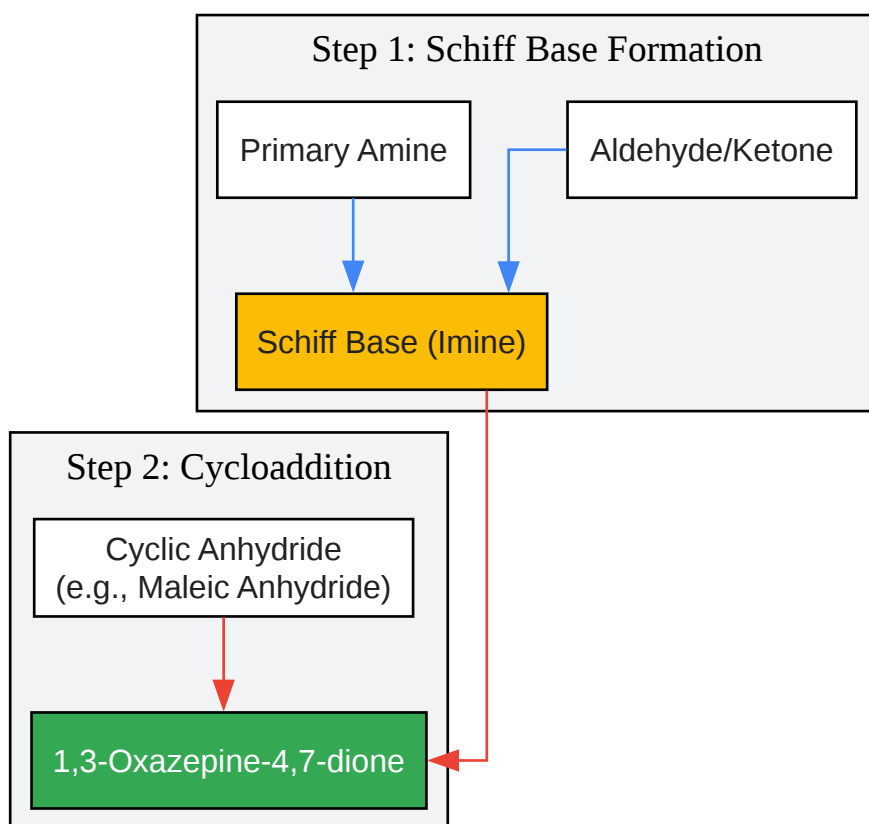 Step 1: Schiff Base Formation
Primary Amine
Aldehyde/Ketone
Schiff Base (Imine)
Step 2: Cycloaddition
Cyclic Anhydride
(e.g., Maleic Anhydride)
1,3-Oxazepine-4,7-dione